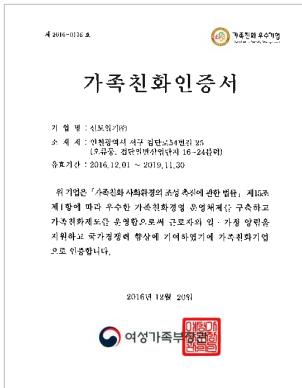 제 2016-0136 호
가족친화 우수기업
가족친화인증서
기 업 명 : 신보엠기㈜
소 재 지 : 인천광역시 서구 검단로54번길 25
(오류동, 검단일반산업단지 16-24블럭)
유효기간 : 2016.12.01 ~ 2019.11.30
위 기업은 「가족친화 사회환경의 조성 촉진에 관한 법률」 제15조
제1항에 따라 우수한 가족친화경영 운영체제를 구축하고
가족친화제도를 운영함으로써 근로자의 일·가정 양립을
지원하고 국가경쟁력 향상에 기여하였기에 가족친화기업
으로 인증합니다.
2016년 12월 20일
여성가족부장관